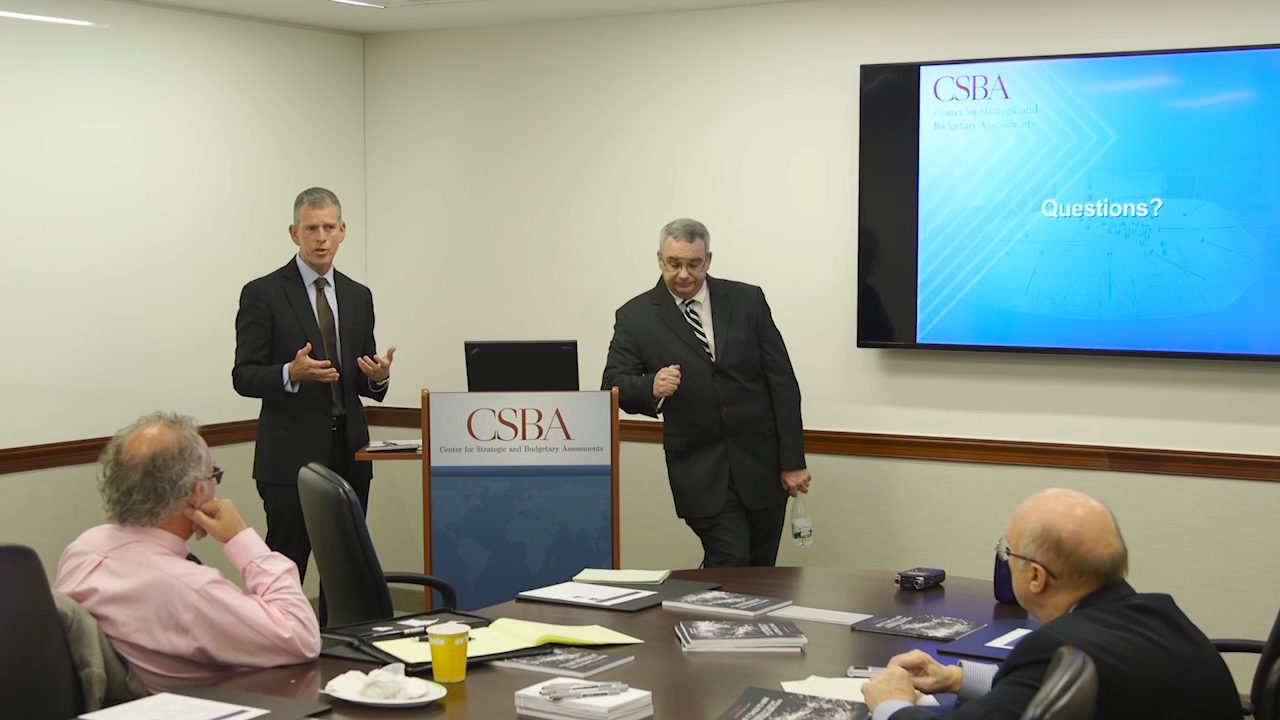 CSBA
Center for Strategic and
Budgetary Assessments
Questions?
CSBA
Center for Strategic and Budgetary Assessments